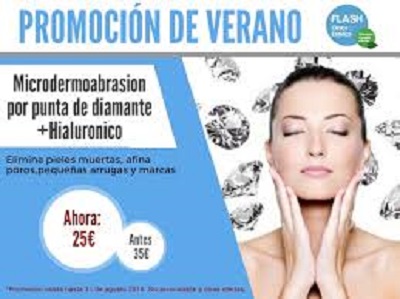 PROMOCIÓN DE VERANO
FLASH
Microdermoabrasion
por punta de diamante
+Hialuronico
Elimina pieles muertas, afina
poros,pequeñas arrugas y marcas
Ahora:
25€
Antes
35€